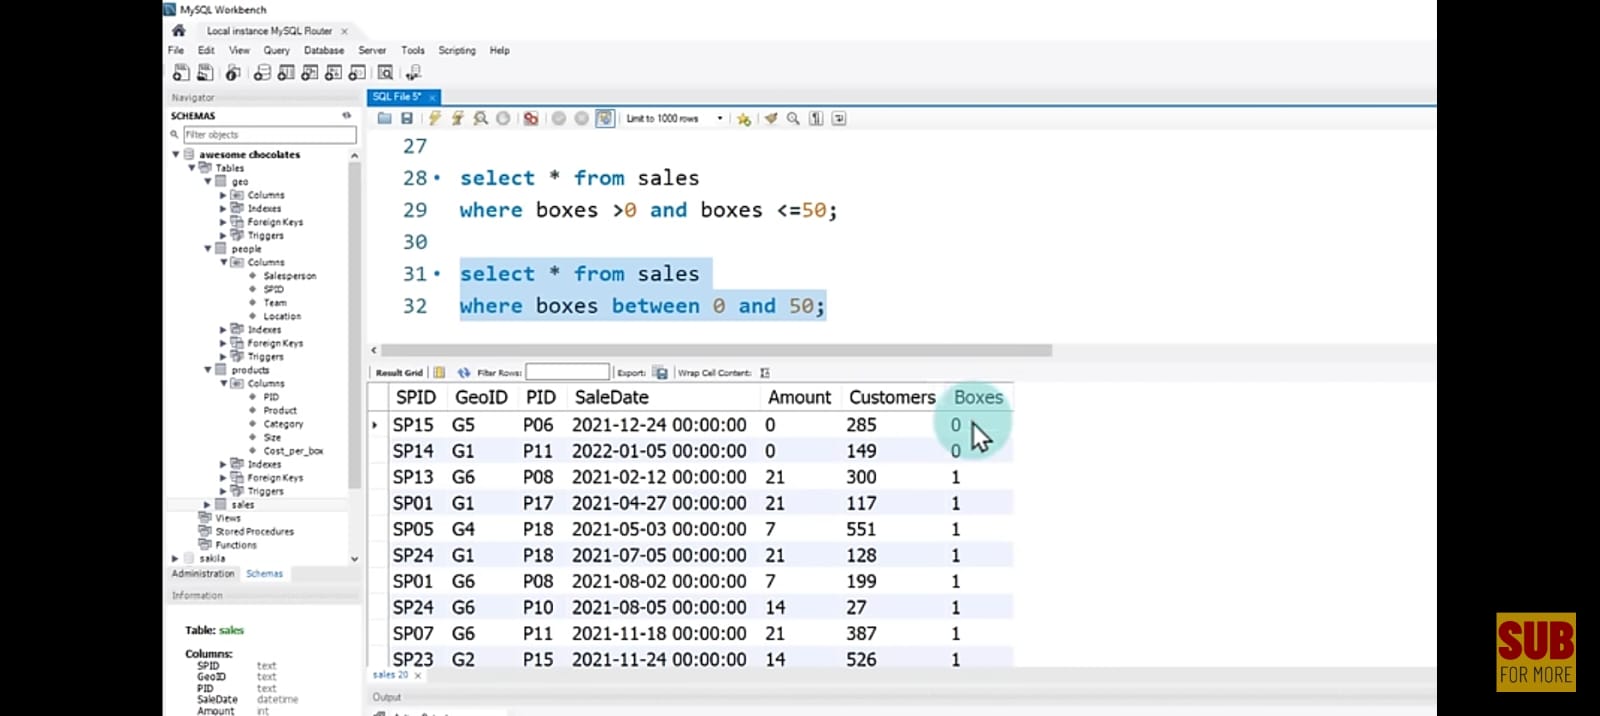 MySQL Workbench
Local instance MySQL Router ×
File Edit View Query Database Server Tools Scripting Help
Navigator
SCHEMAS
Filter objects
awesome chocolates
Tables
geo
Columns
Indexes
Foreign Keys
Triggers
people
Columns
Salesperson
SPID
Team
Location
Indexes
Foreign Keys
Triggers
products
Columns
PID
Product
Category
Size
Cost_per_box
Indexes
Foreign Keys
Triggers
sales
Views
Stored Procedures
Functions
sakila
Administration Schemas
Information
Table: sales
Columns:
SPID text
GeoID text
PID text
SaleDate datetime
Amount int
SQL File 5* ×
Limit to 1000 rows
27
28 select * from sales
29 where boxes >0 and boxes <=50;
30
31 select * from sales
32 where boxes between 0 and 50;
Result Grid Filter Rows: Export: Wrap Cell Content:
SPID GeoID PID SaleDate Amount Customers Boxes
SP15 G5 P06 2021-12-24 00:00:00 0 285 0
SP14 G1 P11 2022-01-05 00:00:00 0 149 0
SP13 G6 P08 2021-02-12 00:00:00 21 300 1
SP01 G1 P17 2021-04-27 00:00:00 21 117 1
SP05 G4 P18 2021-05-03 00:00:00 7 551 1
SP24 G1 P18 2021-07-05 00:00:00 21 128 1
SP01 G6 P08 2021-08-02 00:00:00 7 199 1
SP24 G6 P10 2021-08-05 00:00:00 14 27 1
SP07 G6 P11 2021-11-18 00:00:00 21 387 1
SP23 G2 P15 2021-11-24 00:00:00 14 526 1
sales 20 ×
Output
SUB
FOR MORE